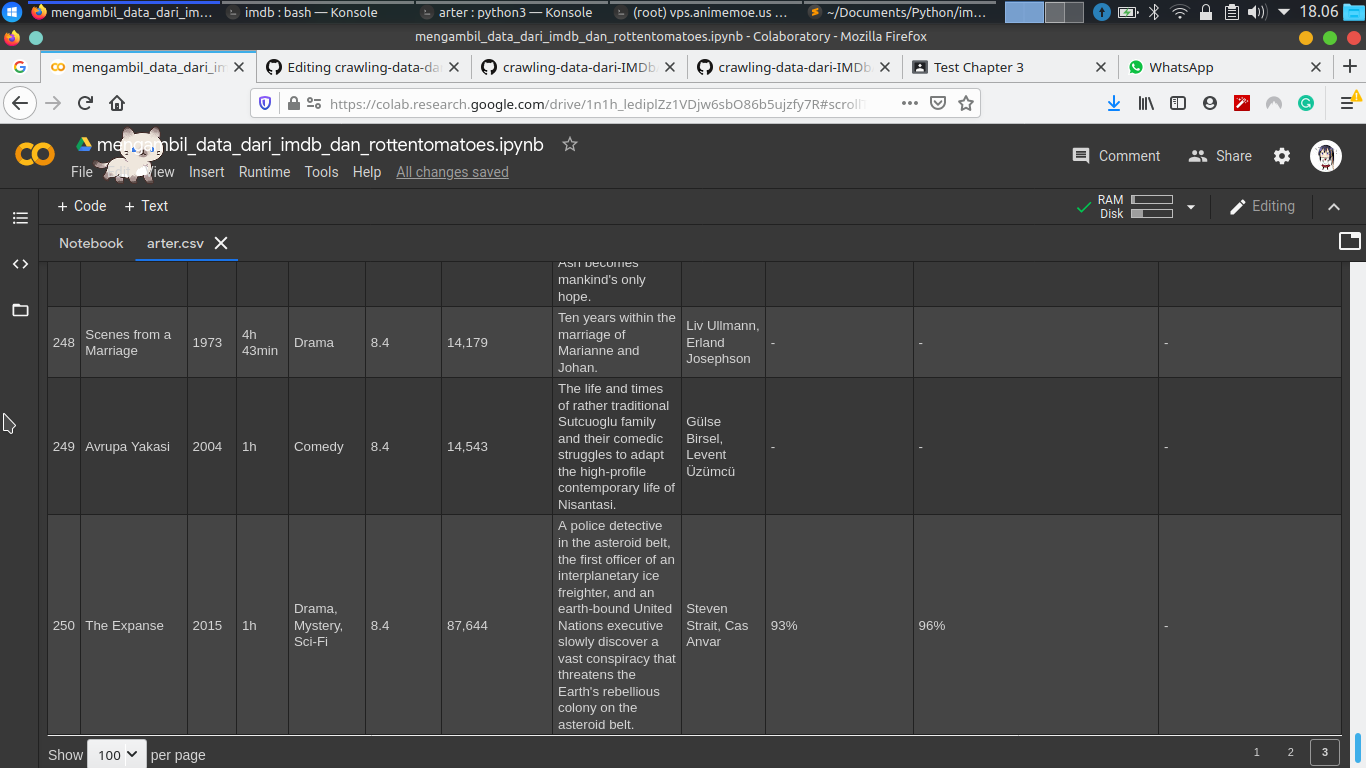 mengambil_data_dari_im...
imdb : bash — Konsole
arter : python3 — Konsole
(root) vps.animemoe.us ...
~/Documents/Python/im...
18.06
mengambil_data_dari_imdb_dan_rottentomatoes.ipynb - Colaboratory - Mozilla Firefox
mengambil_data_dari_im
Editing crawling-data-da
crawling-data-dari-IMDb
crawling-data-dari-IMDb
Test Chapter 3
WhatsApp
https://colab.research.google.com/drive/1n1h_lediplZz1VDjw6sbO86b5ujzfy7R#scroll
mengambil_data_dari_imdb_dan_rottentomatoes.ipynb
File
View Insert Runtime Tools Help All changes saved
Comment
Share
+ Code + Text
RAM
Disk
Editing
Notebook
arter.csv
Ash becomes
mankind's only
hope.
248
Scenes from a
Marriage
1973
4h
43min
Drama
8.4
14,179
Ten years within the
marriage of
Marianne and
Johan.
Liv Ullmann,
Erland
Josephson
-
-
-
249
Avrupa Yakasi
2004
1h
Comedy
8.4
14,543
The life and times
of rather traditional
Sutcuoglu family
and their comedic
struggles to adapt
the high-profile
contemporary life of
Nisantasi.
Gülse
Birsel,
Levent
Üzümcü
-
-
-
250
The Expanse
2015
1h
Drama,
Mystery,
Sci-Fi
8.4
87,644
A police detective
in the asteroid belt,
the first officer of an
interplanetary ice
freighter, and an
earth-bound United
Nations executive
slowly discover a
vast conspiracy that
threatens the
Earth's rebellious
colony on the
asteroid belt.
Steven
Strait, Cas
Anvar
93%
96%
-
Show 100 per page
1 2 3